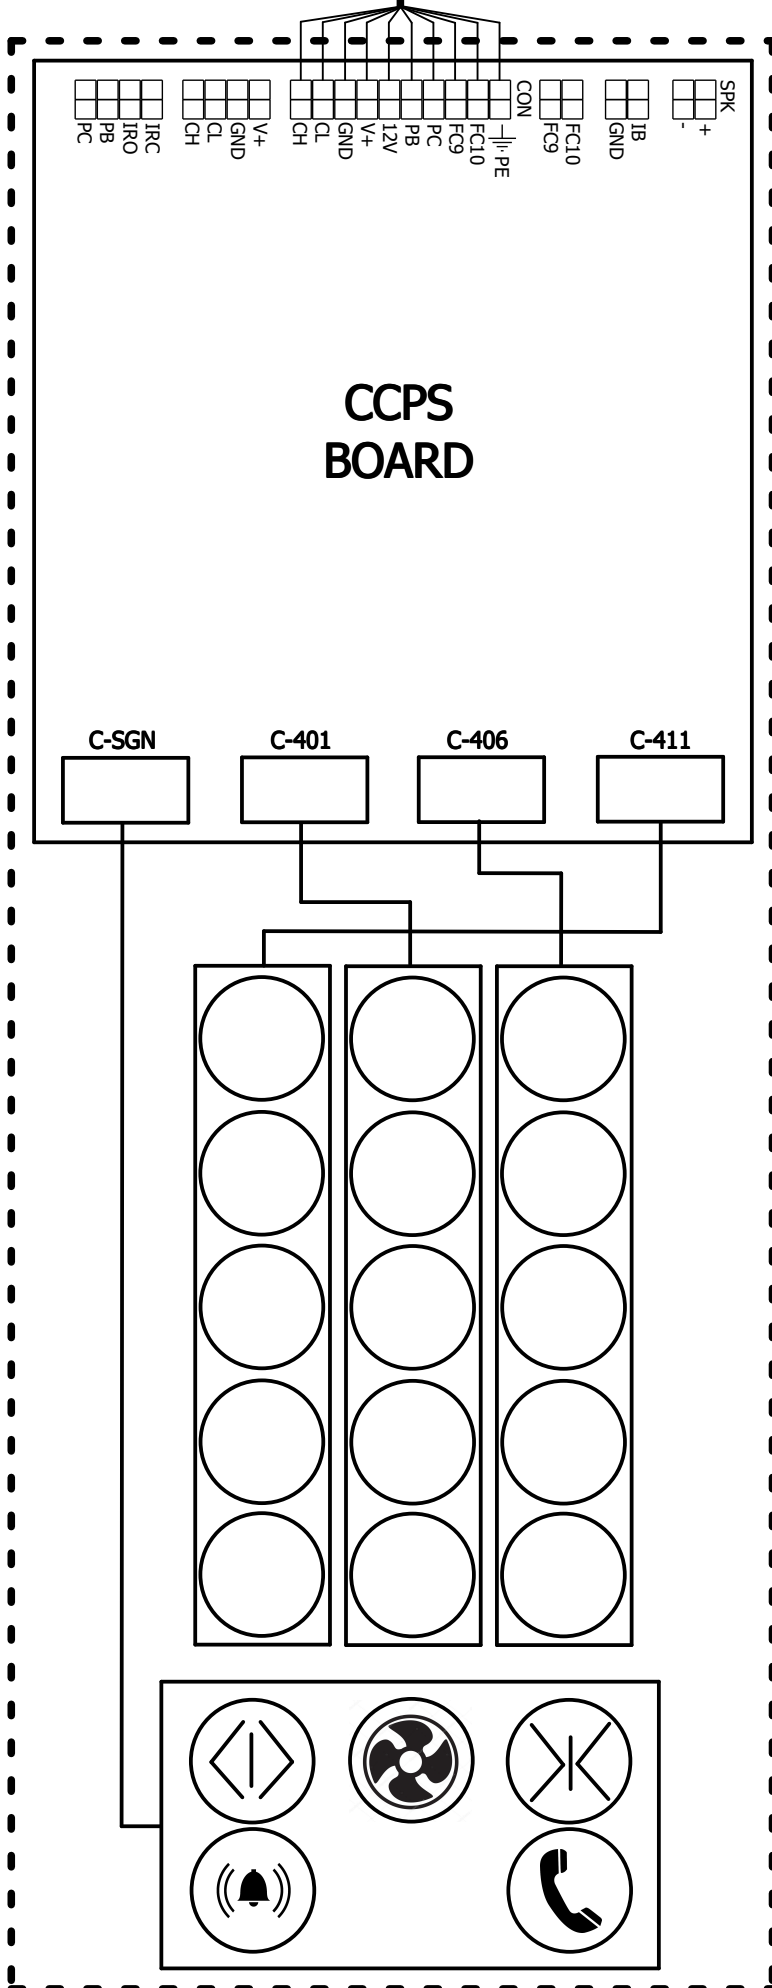 PC
PB
IRO
IRC
CH
CL
GND
V+
CH
CL
GND
V+
12V
PB
PC
FC9
FC10
PE
CON
FC9
FC10
GND
IB
-
+
SPK
CCPS
BOARD
C-SGN
C-401
C-406
C-411